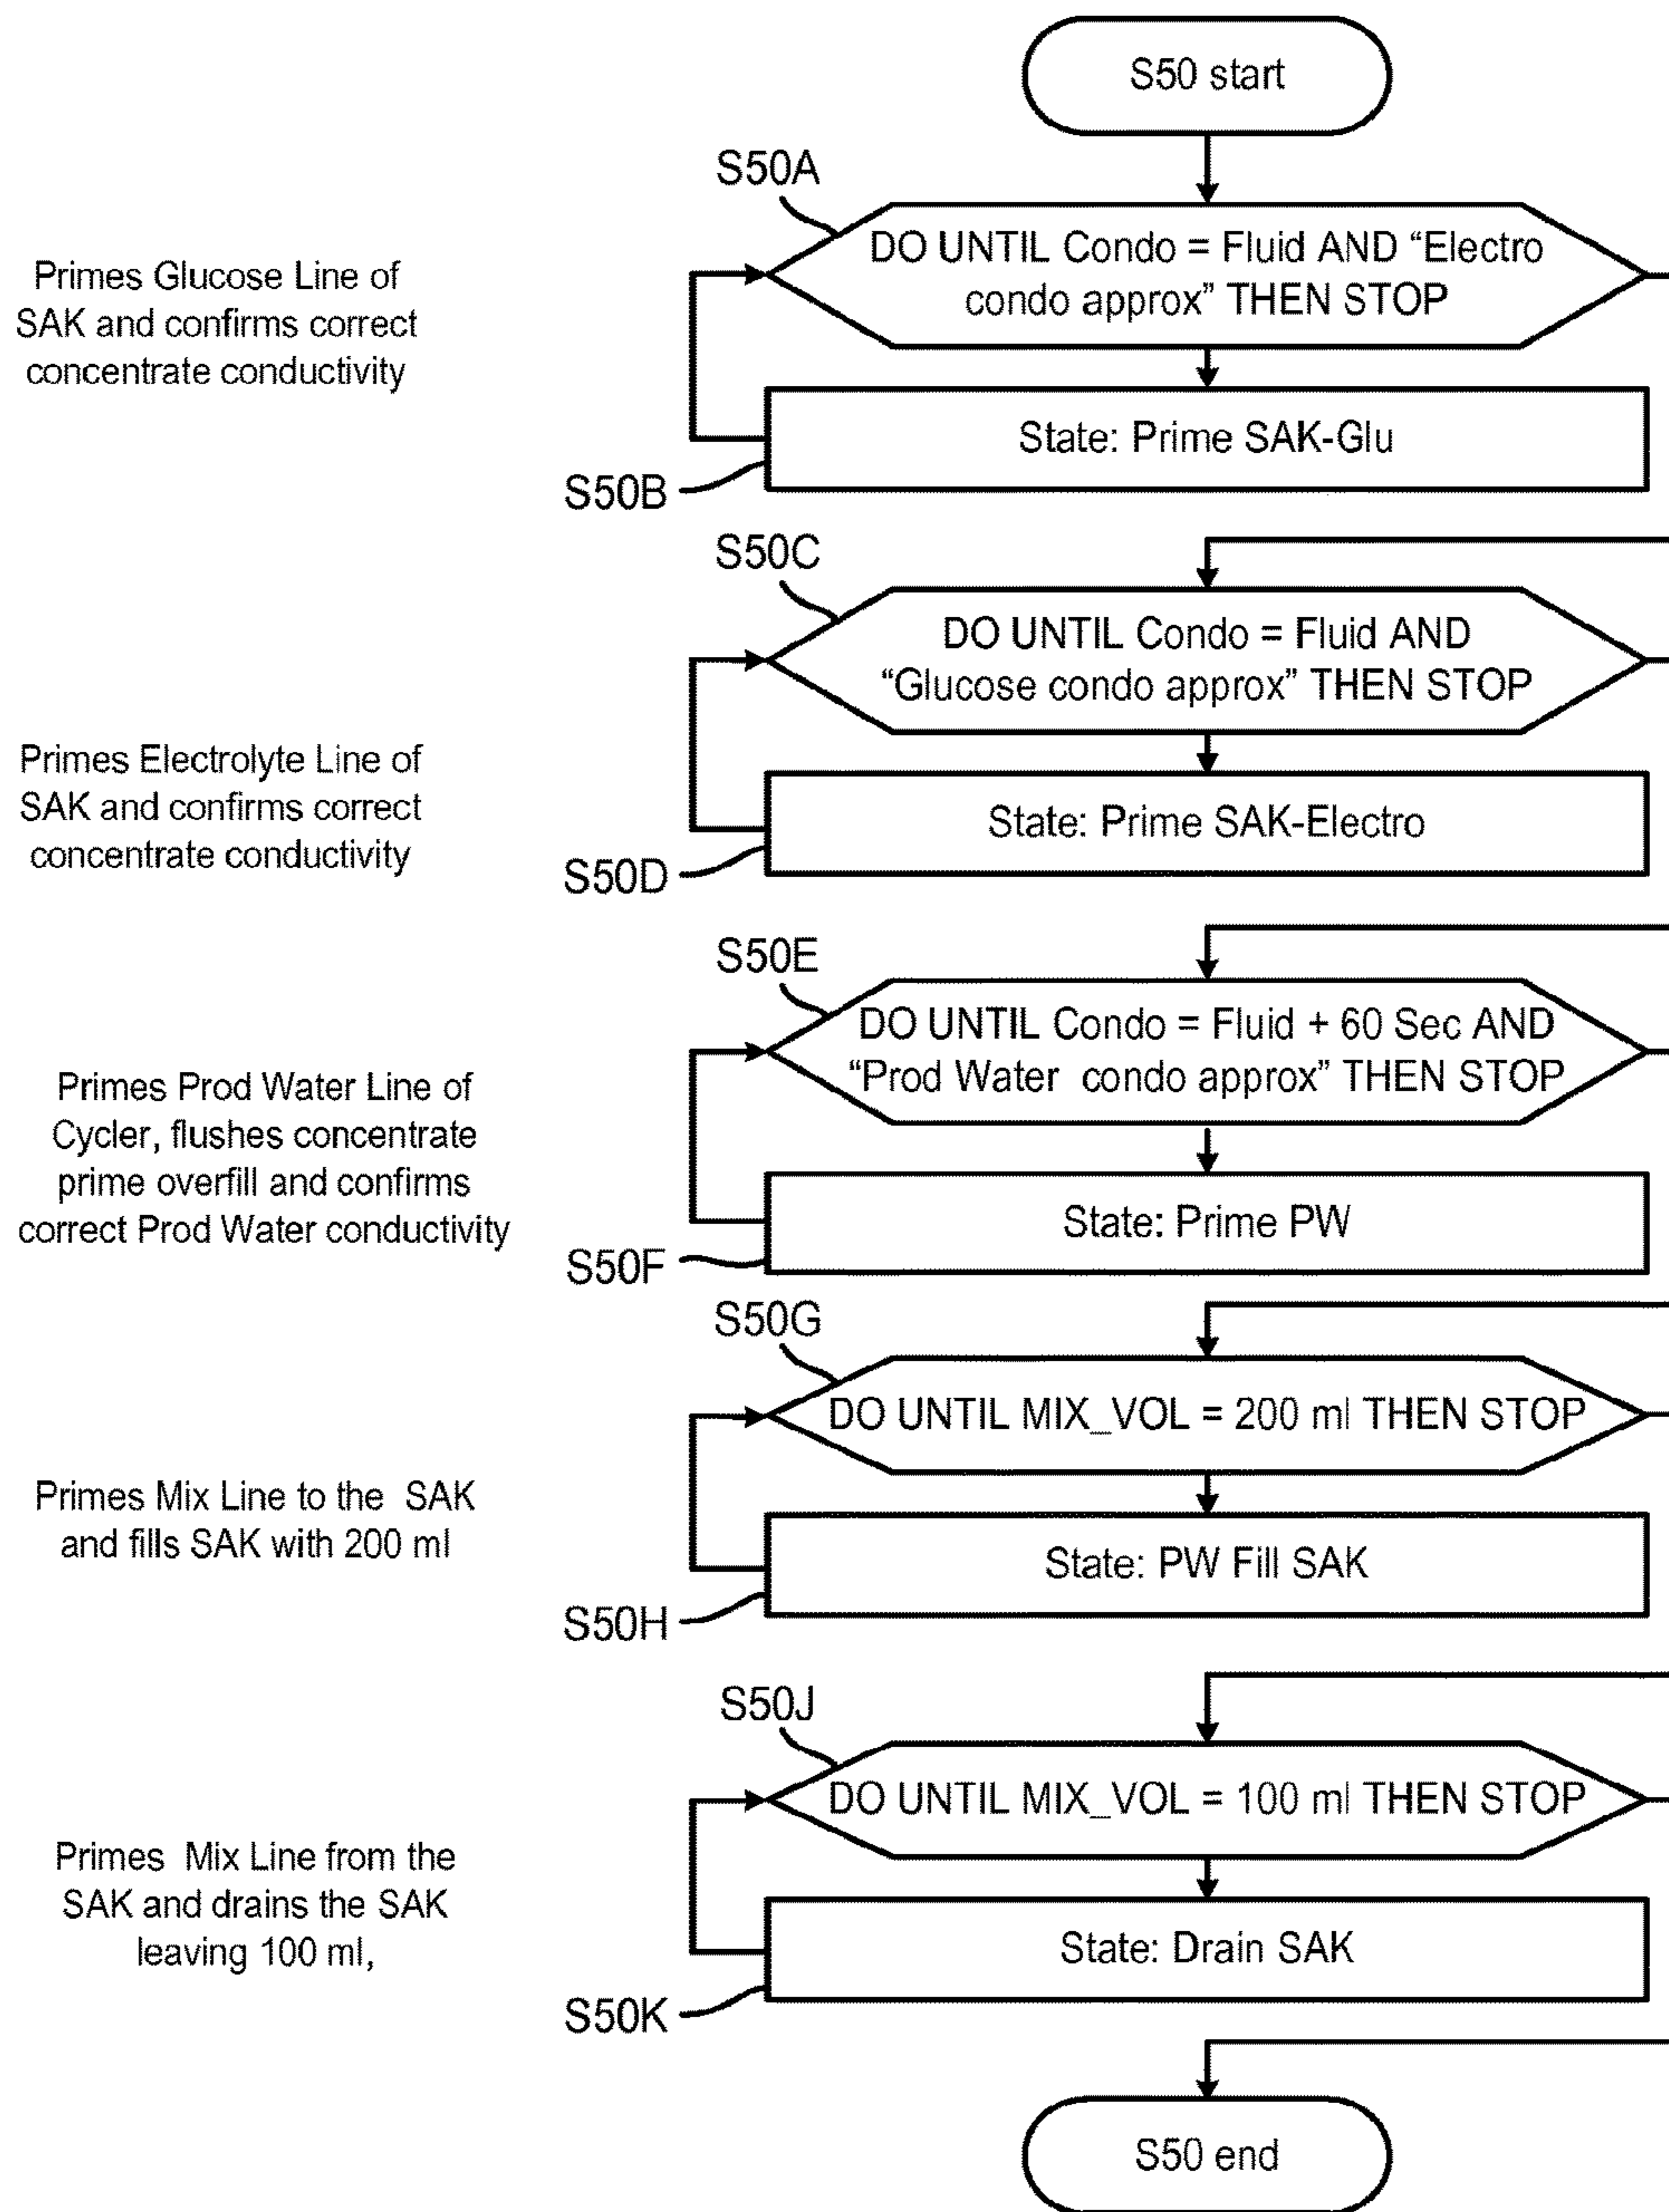 S50 start
S50A
Primes Glucose Line of
SAK and confirms correct
concentrate conductivity
DO UNTIL Condo = Fluid AND “Electro
condo approx” THEN STOP
State: Prime SAK-Glu
S50B
S50C
DO UNTIL Condo = Fluid AND
“Glucose condo approx” THEN STOP
Primes Electrolyte Line of
SAK and confirms correct
concentrate conductivity
State: Prime SAK-Electro
S50D
S50E
DO UNTIL Condo = Fluid + 60 Sec AND
“Prod Water condo approx” THEN STOP
Primes Prod Water Line of
Cycler, flushes concentrate
prime overfill and confirms
correct Prod Water conductivity
State: Prime PW
S50F
S50G
DO UNTIL MIX_VOL = 200 ml THEN STOP
Primes Mix Line to the SAK
and fills SAK with 200 ml
State: PW Fill SAK
S50H
S50J
DO UNTIL MIX_VOL = 100 ml THEN STOP
Primes Mix Line from the
SAK and drains the SAK
leaving 100 ml,
State: Drain SAK
S50K
S50 end